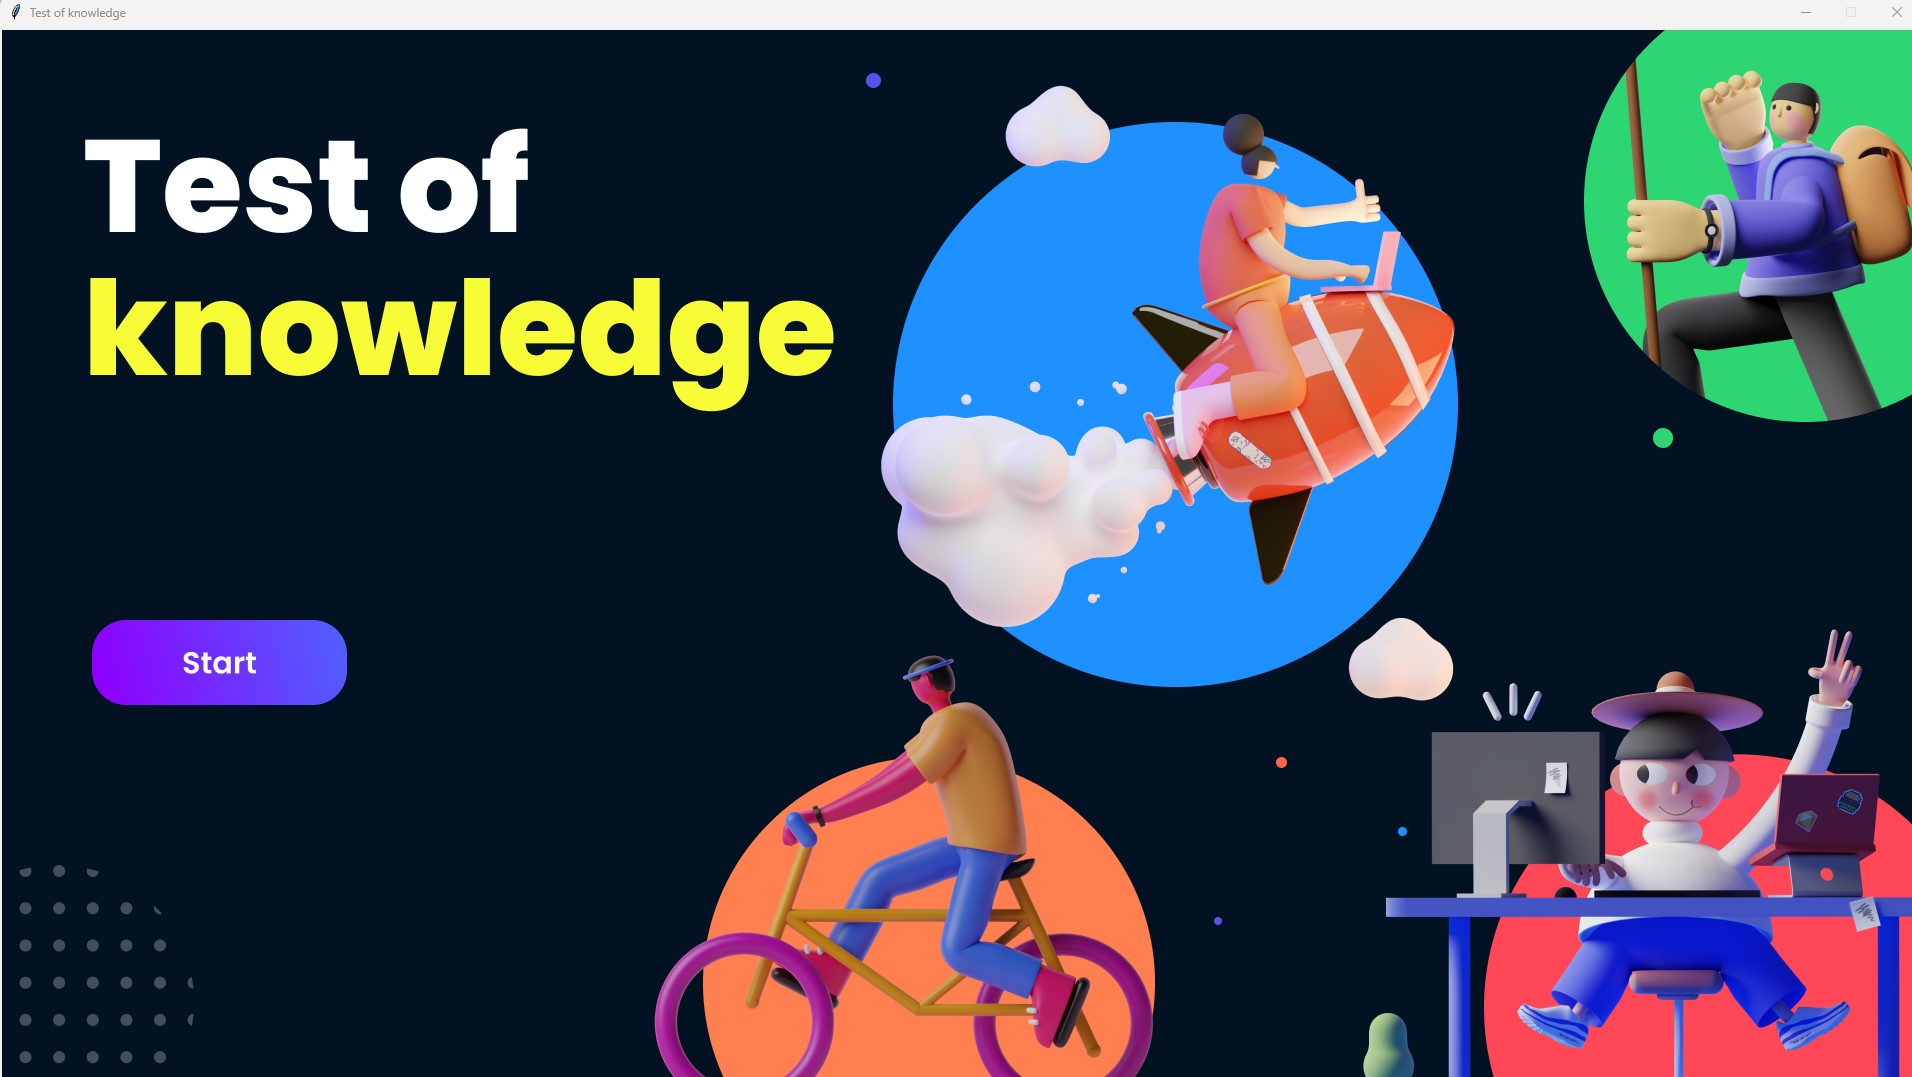 Test of knowledge
Test of
knowledge
Start